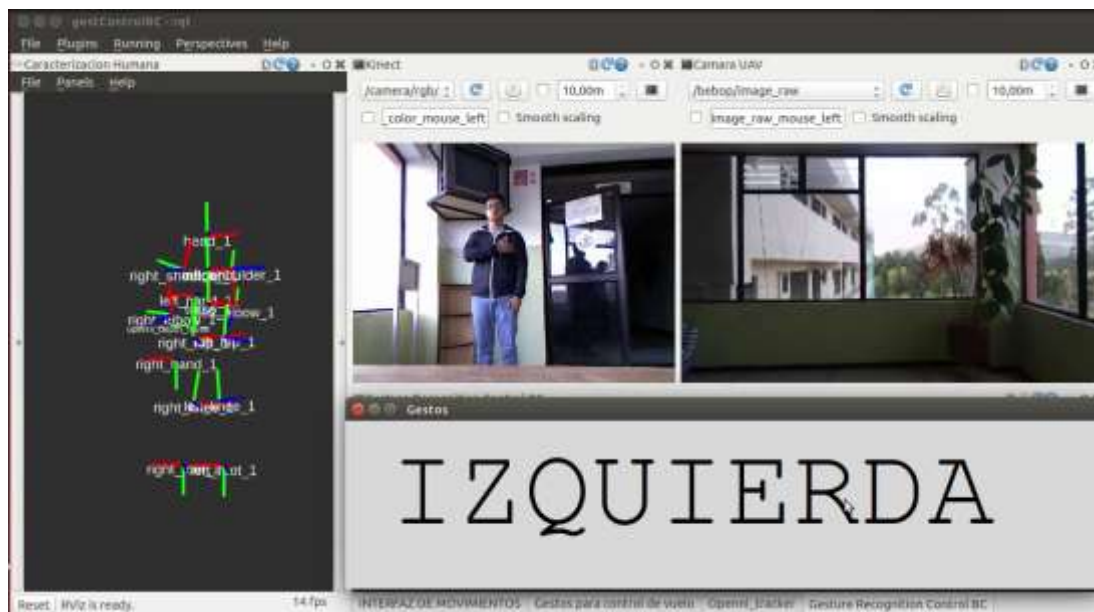 gestControlBC - rqt
File Plugins Running Perspectives Help
Caracterizacion Humana
File Panels Help
hand_1
right_hand_1
Reset RViz is ready. 14 fps
Kinect
/camera/rgb/ 10,00m
_color_mouse_left Smooth scaling
Camara UAV
/bebop/image_raw 10,00m
image_raw_mouse_left Smooth scaling
Gestos
IZQUIERDA
INTERFAZ DE MOVIMIENTOS Gestos para control de vuelo Openni_tracker Gesture Recognition Control BC